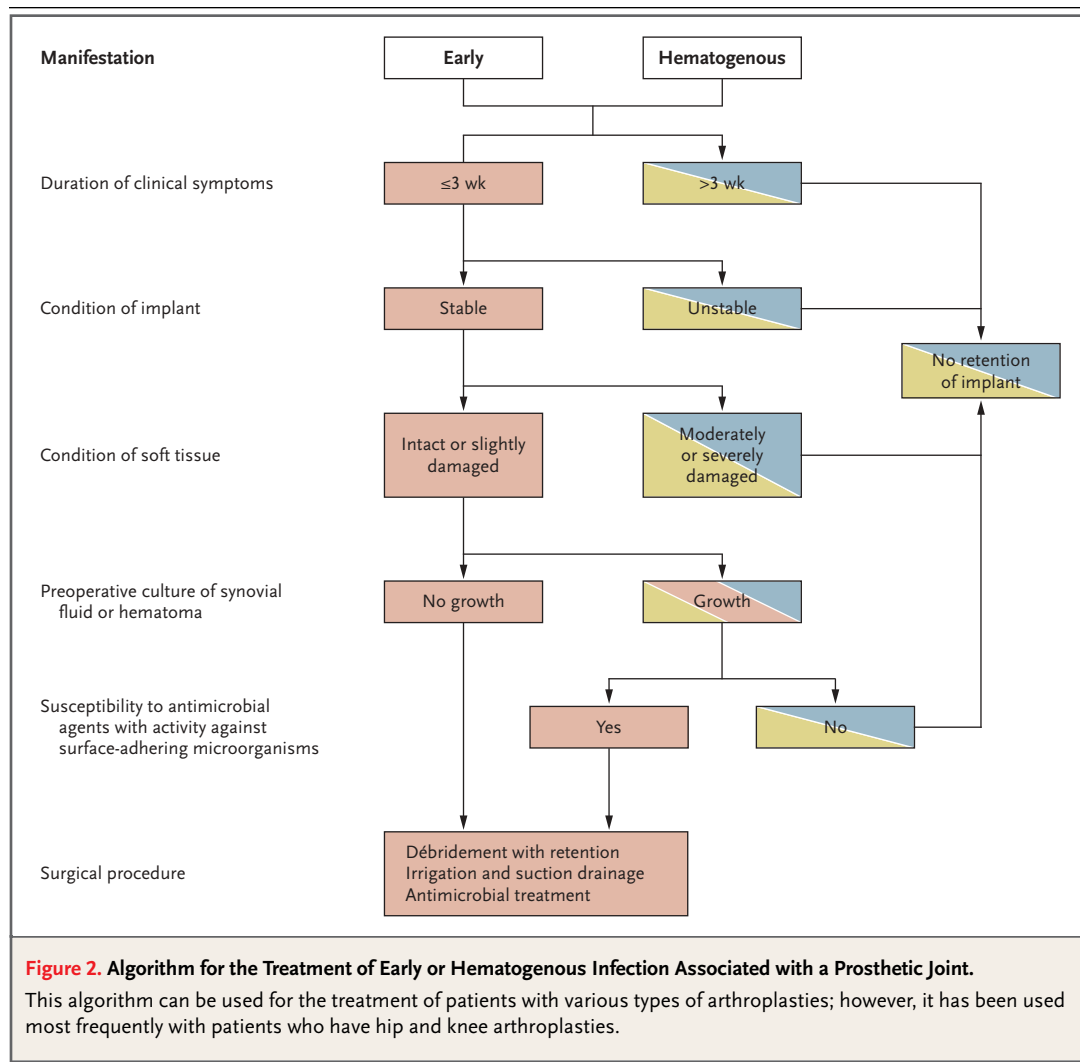 Manifestation
Early
Hematogenous
Duration of clinical symptoms
≤3 wk
>3 wk
Condition of implant
Stable
Unstable
No retention
of implant
Condition of soft tissue
Intact or slightly
damaged
Moderately
or severely
damaged
Preoperative culture of synovial
fluid or hematoma
No growth
Growth
Susceptibility to antimicrobial
agents with activity against
surface-adhering microorganisms
Yes
No
Surgical procedure
Débridement with retention
Irrigation and suction drainage
Antimicrobial treatment
Figure 2. Algorithm for the Treatment of Early or Hematogenous Infection Associated with a Prosthetic Joint.
This algorithm can be used for the treatment of patients with various types of arthroplasties; however, it has been used
most frequently with patients who have hip and knee arthroplasties.